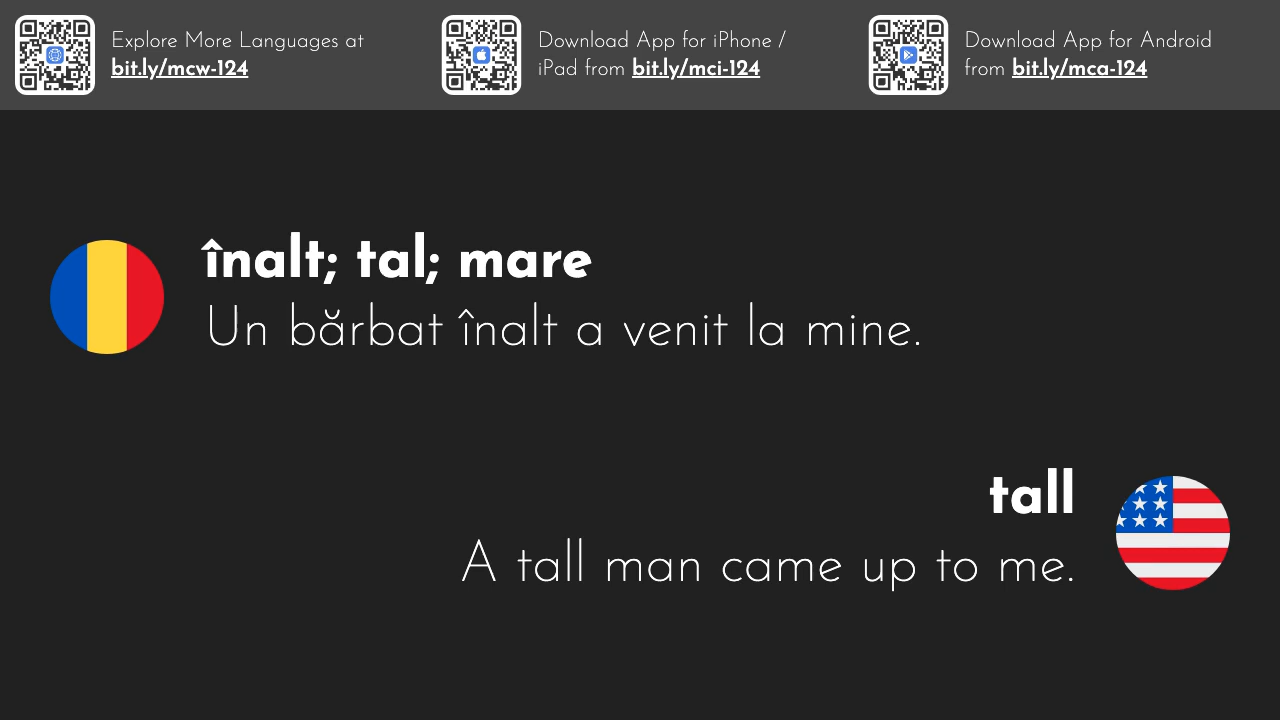 Explore More Languages at
bit.ly/mcw-124
Download App for iPhone /
iPad from bit.ly/mci-124
Download App for Android
from bit.ly/mca-124
înalt; tal; mare
Un bărbat înalt a venit la mine.
tall
A tall man came up to me.